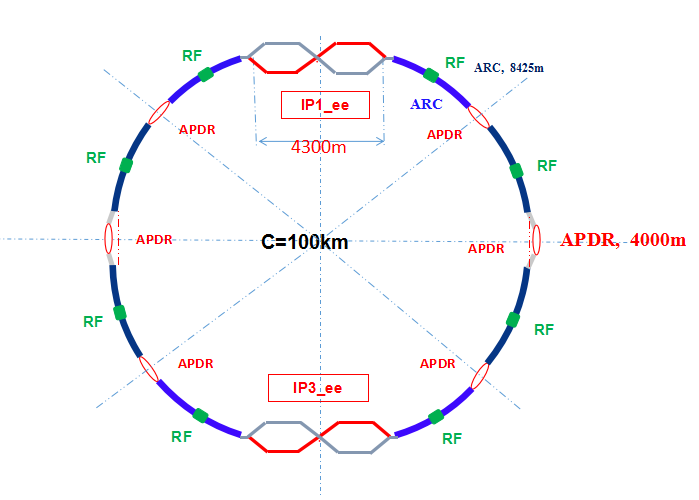 RF
RF
ARC, 8425m
IP1_ee
ARC
APDR
APDR
4300m
RF
RF
APDR
C=100km
APDR
APDR, 4000m
RF
RF
APDR
APDR
IP3_ee
RF
RF